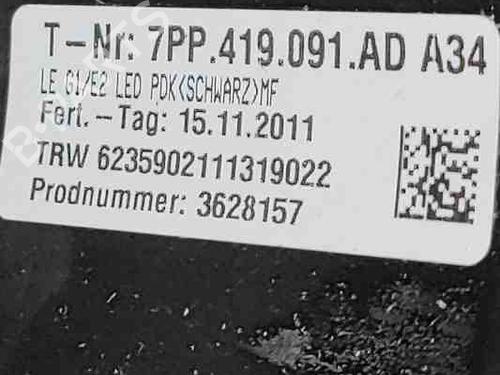 T-Nr: 7PP.419.091.AD A34
LE G1/E2 LED PDK<SCHWARZ>MF
Fert.-Tag: 15.11.2011
TRW 6235902111319022
Prodnummer: 3628157